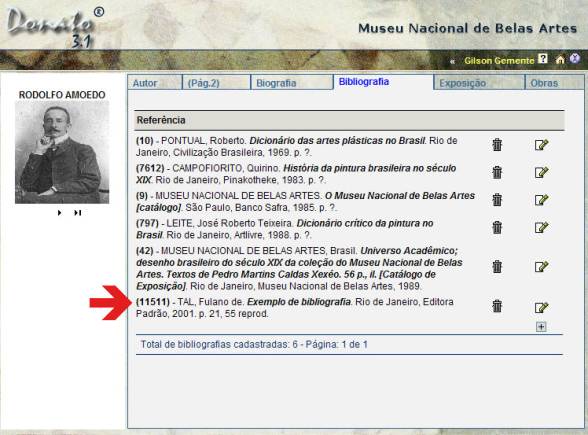 Donato®
3.1
Museu Nacional de Belas Artes
« Gilson Gemente ?
RODOLFO AMOEDO
Autor (Pág.2) Biografia Bibliografia Exposição Obras
Referência
(10) - PONTUAL, Roberto. Dicionário das artes plásticas no Brasil. Rio de
Janeiro, Civilização Brasileira, 1969. p. ?.
(7612) - CAMPOFIORITO, Quirino. História da pintura brasileira no século
XIX. Rio de Janeiro, Pinakotheke, 1983. p. ?.
(9) - MUSEU NACIONAL DE BELAS ARTES. O Museu Nacional de Belas Artes
[catálogo]. São Paulo, Banco Safra, 1985. p. ?.
(797) - LEITE, José Roberto Teixeira. Dicionário crítico da pintura no
Brasil. Rio de Janeiro, Artlivre, 1988. p. ?.
(42) - MUSEU NACIONAL DE BELAS ARTES, Brasil. Universo Acadêmico;
desenho brasileiro do século XIX da coleção do Museu Nacional de Belas
Artes. Textos de Pedro Martins Caldas Xexéo. 56 p., il. [Catálogo de
Exposição]. Rio de Janeiro, Museu Nacional de Belas Artes, 1989.
(11511) - TAL, Fulano de. Exemplo de bibliografia. Rio de Janeiro, Editora
Padrão, 2001. p. 21, 55 reprod.
Total de bibliografias cadastradas: 6 - Página: 1 de 1